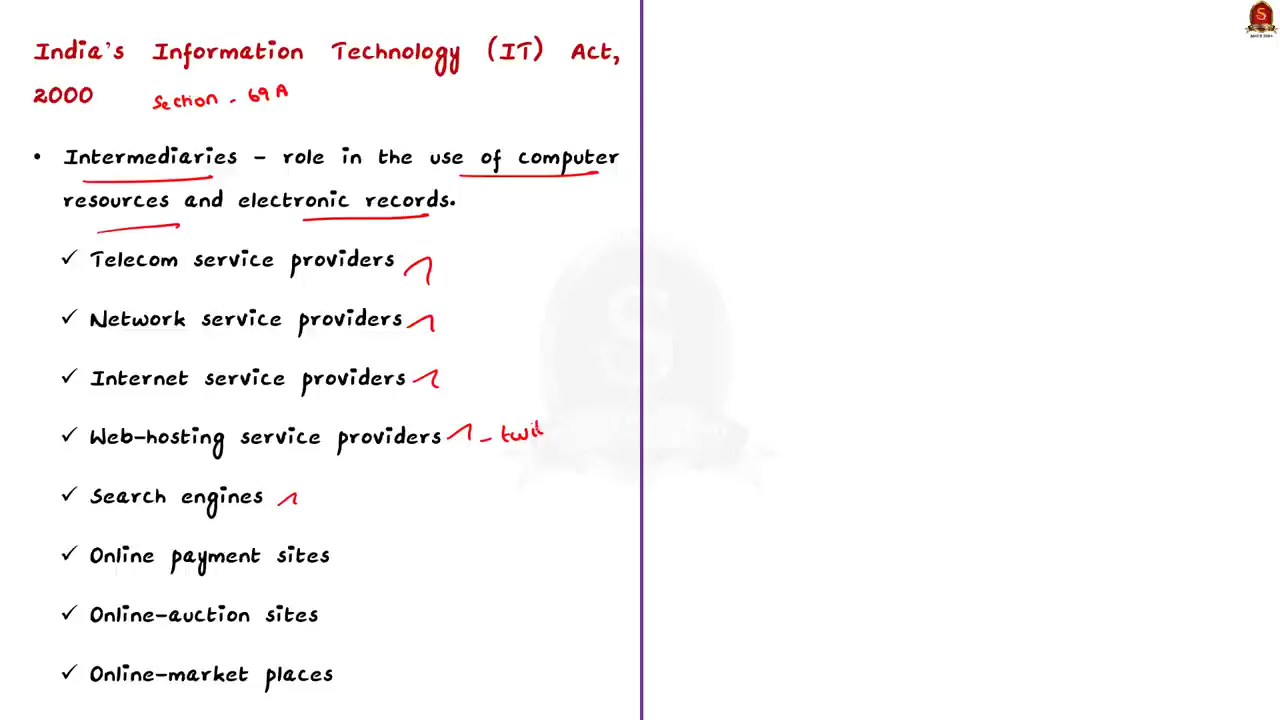 India's Information Technology (IT) Act,
2000 Section - 69 A
• Intermediaries – role in the use of computer
resources and electronic records.
✓ Telecom service providers
✓ Network service providers
✓ Internet service providers
✓ Web-hosting service providers - twit
✓ Search engines
✓ Online payment sites
✓ Online-auction sites
✓ Online-market places
S